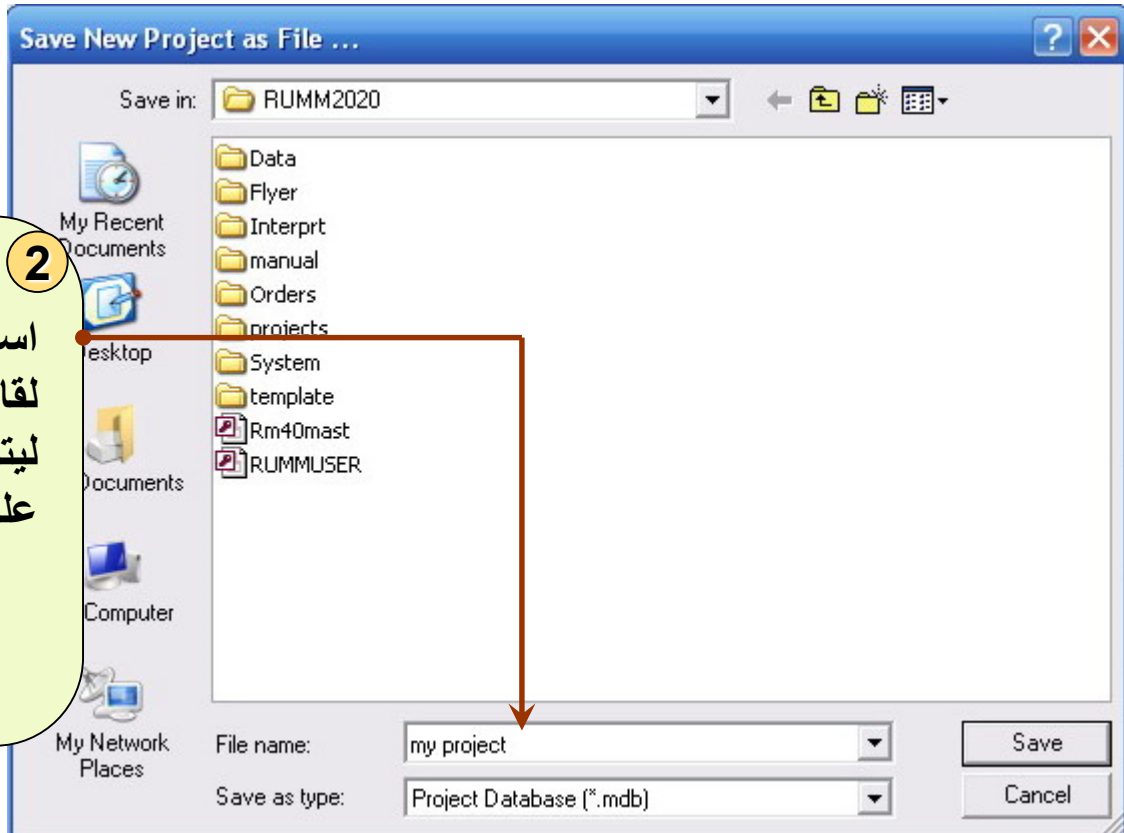 Save New Project as File ...
Save in: RUMM2020
Data
Flyer
Interprt
manual
Orders
projects
System
template
Rm40mast
RUMMUSER
My Recent
Documents
2
Desktop
Documents
Computer
My Network
Places
File name: my project Save
Save as type: Project Database (*.mdb) Cancel